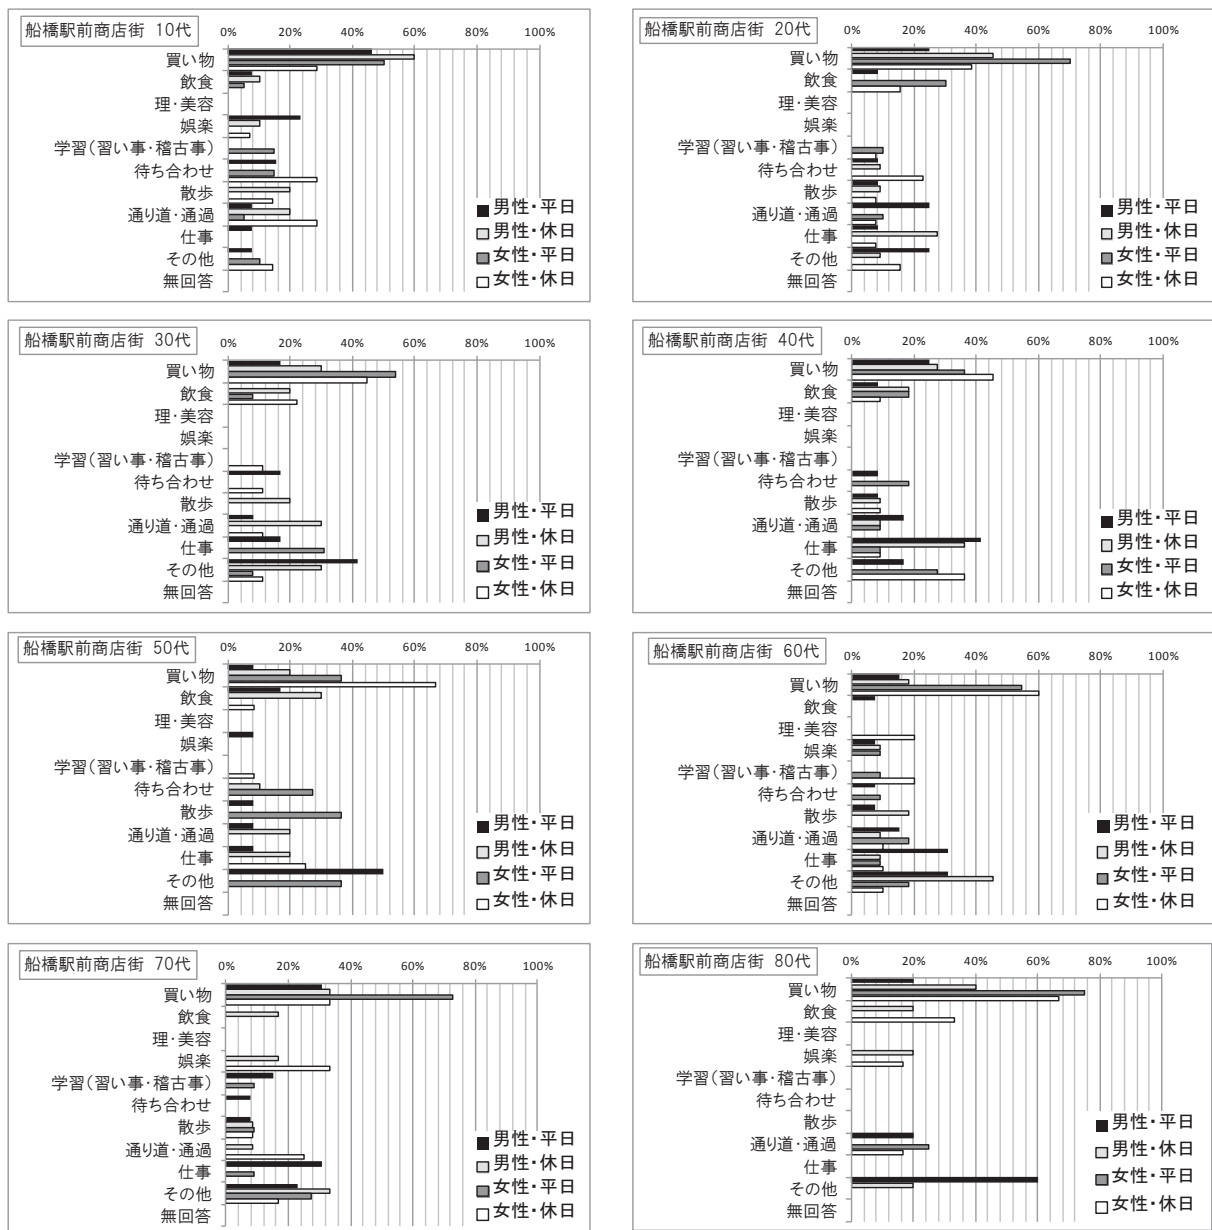 船橋駅前商店街 10代
0% 20% 40% 60% 80% 100%
買い物
飲食
理・美容
娯楽
学習(習い事・稽古事)
待ち合わせ
散歩
通り道・通過
仕事
その他
無回答
男性・平日
男性・休日
女性・平日
女性・休日
船橋駅前商店街 20代
0% 20% 40% 60% 80% 100%
買い物
飲食
理・美容
娯楽
学習(習い事・稽古事)
待ち合わせ
散歩
通り道・通過
仕事
その他
無回答
男性・平日
男性・休日
女性・平日
女性・休日
船橋駅前商店街 30代
0% 20% 40% 60% 80% 100%
買い物
飲食
理・美容
娯楽
学習(習い事・稽古事)
待ち合わせ
散歩
通り道・通過
仕事
その他
無回答
男性・平日
男性・休日
女性・平日
女性・休日
船橋駅前商店街 40代
0% 20% 40% 60% 80% 100%
買い物
飲食
理・美容
娯楽
学習(習い事・稽古事)
待ち合わせ
散歩
通り道・通過
仕事
その他
無回答
男性・平日
男性・休日
女性・平日
女性・休日
船橋駅前商店街 50代
0% 20% 40% 60% 80% 100%
買い物
飲食
理・美容
娯楽
学習(習い事・稽古事)
待ち合わせ
散歩
通り道・通過
仕事
その他
無回答
男性・平日
男性・休日
女性・平日
女性・休日
船橋駅前商店街 60代
0% 20% 40% 60% 80% 100%
買い物
飲食
理・美容
娯楽
学習(習い事・稽古事)
待ち合わせ
散歩
通り道・通過
仕事
その他
無回答
男性・平日
男性・休日
女性・平日
女性・休日
船橋駅前商店街 70代
0% 20% 40% 60% 80% 100%
買い物
飲食
理・美容
娯楽
学習(習い事・稽古事)
待ち合わせ
散歩
通り道・通過
仕事
その他
無回答
男性・平日
男性・休日
女性・平日
女性・休日
船橋駅前商店街 80代
0% 20% 40% 60% 80% 100%
買い物
飲食
理・美容
娯楽
学習(習い事・稽古事)
待ち合わせ
散歩
通り道・通過
仕事
その他
無回答
男性・平日
男性・休日
女性・平日
女性・休日